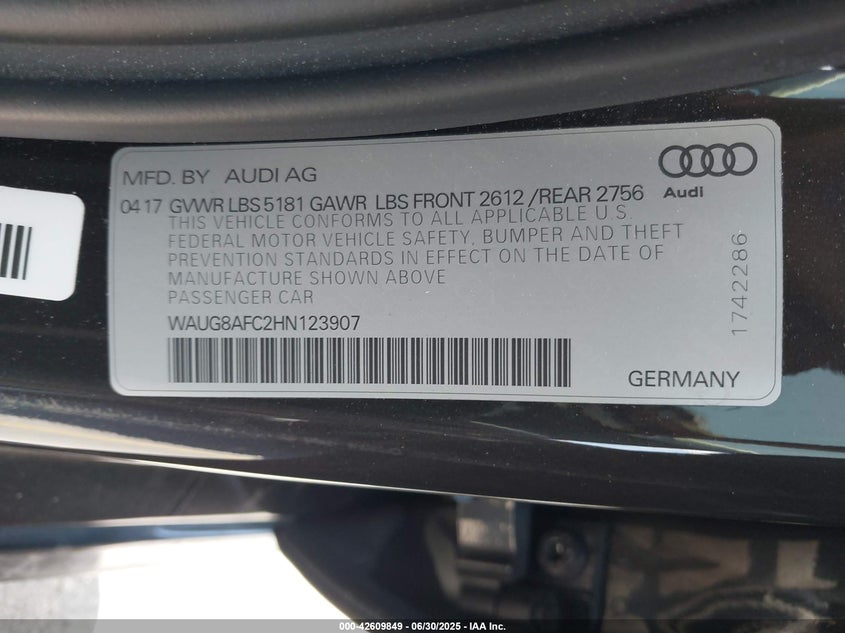 MFD. BY AUDI AG
Audi
04 17 GVWR LBS 5181 GAWR LBS FRONT 2612 / REAR 2756
THIS VEHICLE CONFORMS TO ALL APPLICABLE U.S.
FEDERAL MOTOR VEHICLE SAFETY, BUMPER AND THEFT
PREVENTION STANDARDS IN EFFECT ON THE DATE OF
MANUFACTURE SHOWN ABOVE
PASSENGER CAR
WAUG8AFC2HN123907
GERMANY
1742286
000-42609849 - 06/30/2025 - IAA Inc.